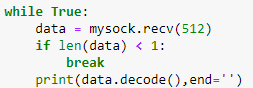 while True:
    data = mysock.recv(512)
    if len(data) < 1:
        break
    print(data.decode(),end='')